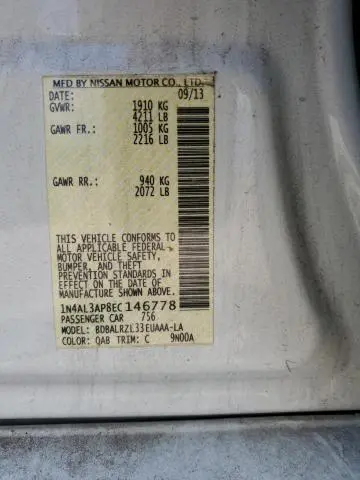 MFD BY NISSAN MOTOR CO., LTD.
DATE: 09/13
GVWR: 1910 KG
4211 LB
GAWR FR.: 1005 KG
2216 LB
GAWR RR.: 940 KG
2072 LB
THIS VEHICLE CONFORMS TO
ALL APPLICABLE FEDERAL
MOTOR VEHICLE SAFETY,
BUMPER, AND THEFT
PREVENTION STANDARDS IN
EFFECT ON THE DATE OF
MANUFACTURE SHOWN ABOVE
1N4AL3AP8EC146778
PASSENGER CAR 756
MODEL: BDBALRZL33EUAAA-LA
COLOR: QAB TRIM: C 9N00A